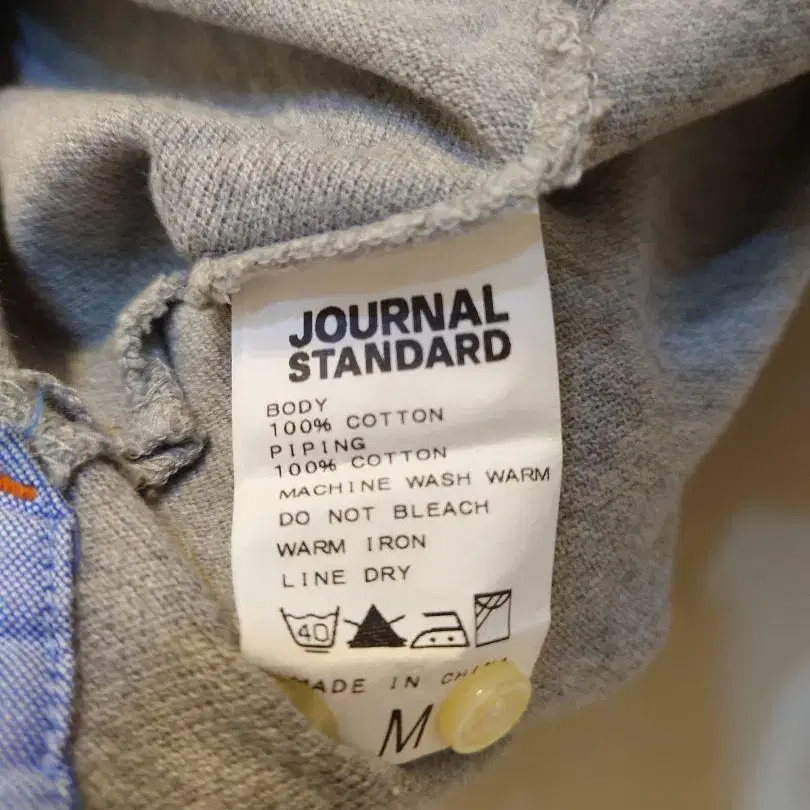 JOURNAL
STANDARD
BODY
100% COTTON
PIPING
100% COTTON
MACHINE WASH WARM
DO NOT BLEACH
WARM IRON
LINE DRY
40
MADE IN CHINA
M